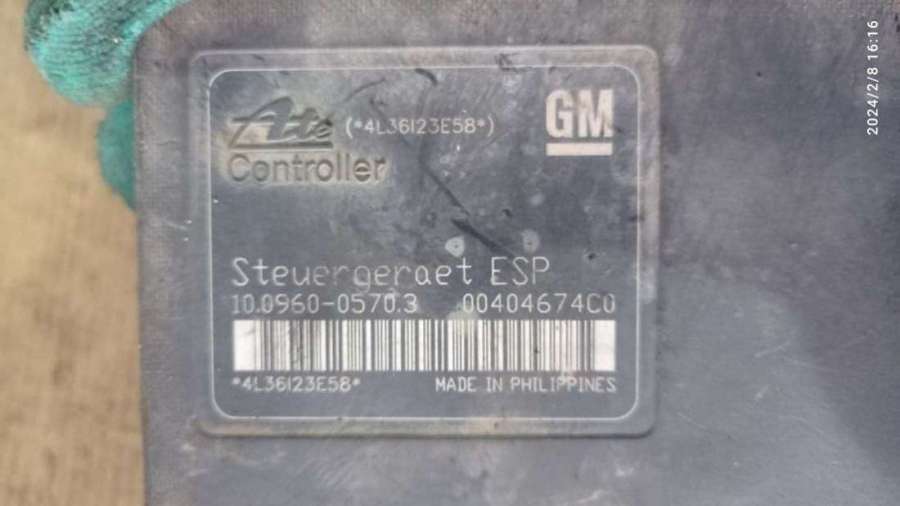 Ate (*4L36I23E58*) GM
Controller
Steuergeraet ESP
10.0960-0570.3 00404674C0
*4L36I23E58* MADE IN PHILIPPINES
2024/2/8 16:16